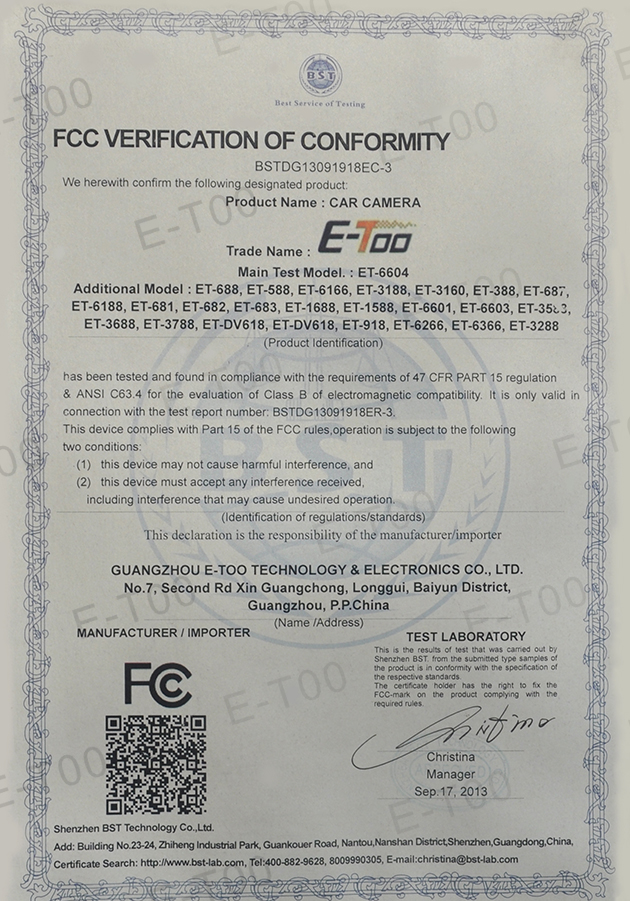 BST
Best Service of Testing
FCC VERIFICATION OF CONFORMITY
BSTDG13091918EC-3
We herewith confirm the following designated product:
Product Name : CAR CAMERA
Trade Name : E-Too
Main Test Model. : ET-6604
Additional Model : ET-688, ET-588, ET-6166, ET-3188, ET-3160, ET-388, ET-687,
ET-6188, ET-681, ET-682, ET-683, ET-1688, ET-1588, ET-6601, ET-6603, ET-3583,
ET-3688, ET-3788, ET-DV618, ET-DV618, ET-918, ET-6266, ET-6366, ET-3288
(Product Identification)
has been tested and found in compliance with the requirements of 47 CFR PART 15 regulation
& ANSI C63.4 for the evaluation of Class B of electromagnetic compatibility. It is only valid in
connection with the test report number: BSTDG13091918ER-3.
This device complies with Part 15 of the FCC rules,operation is subject to the following
two conditions:
(1) this device may not cause harmful interference, and
(2) this device must accept any interference received,
including interference that may cause undesired operation.
(Identification of regulations/standards)
This declaration is the responsibility of the manufacturer/importer
GUANGZHOU E-TOO TECHNOLOGY & ELECTRONICS CO., LTD.
No.7, Second Rd Xin Guangchong, Longgui, Baiyun District,
Guangzhou, P.P.China
(Name /Address)
MANUFACTURER / IMPORTER
TEST LABORATORY
This is the results of test that was carried out by
Shenzhen BST. from the submitted type samples of
the product is in conformity with the specification of
the respective standards.
The certificate holder has the right to fix the
FCC-mark on the product complying with the
required rules.
FC
Christina
Manager
Sep.17, 2013
Shenzhen BST Technology Co.,Ltd.
Add: Building No.23-24, Zhiheng Industrial Park, Guankouer Road, Nantou,Nanshan District,Shenzhen,Guangdong,China,
Certificate Search: http://www.bst-lab.com, Tel:400-882-9628, 8009990305, E-mail:christina@bst-lab.com